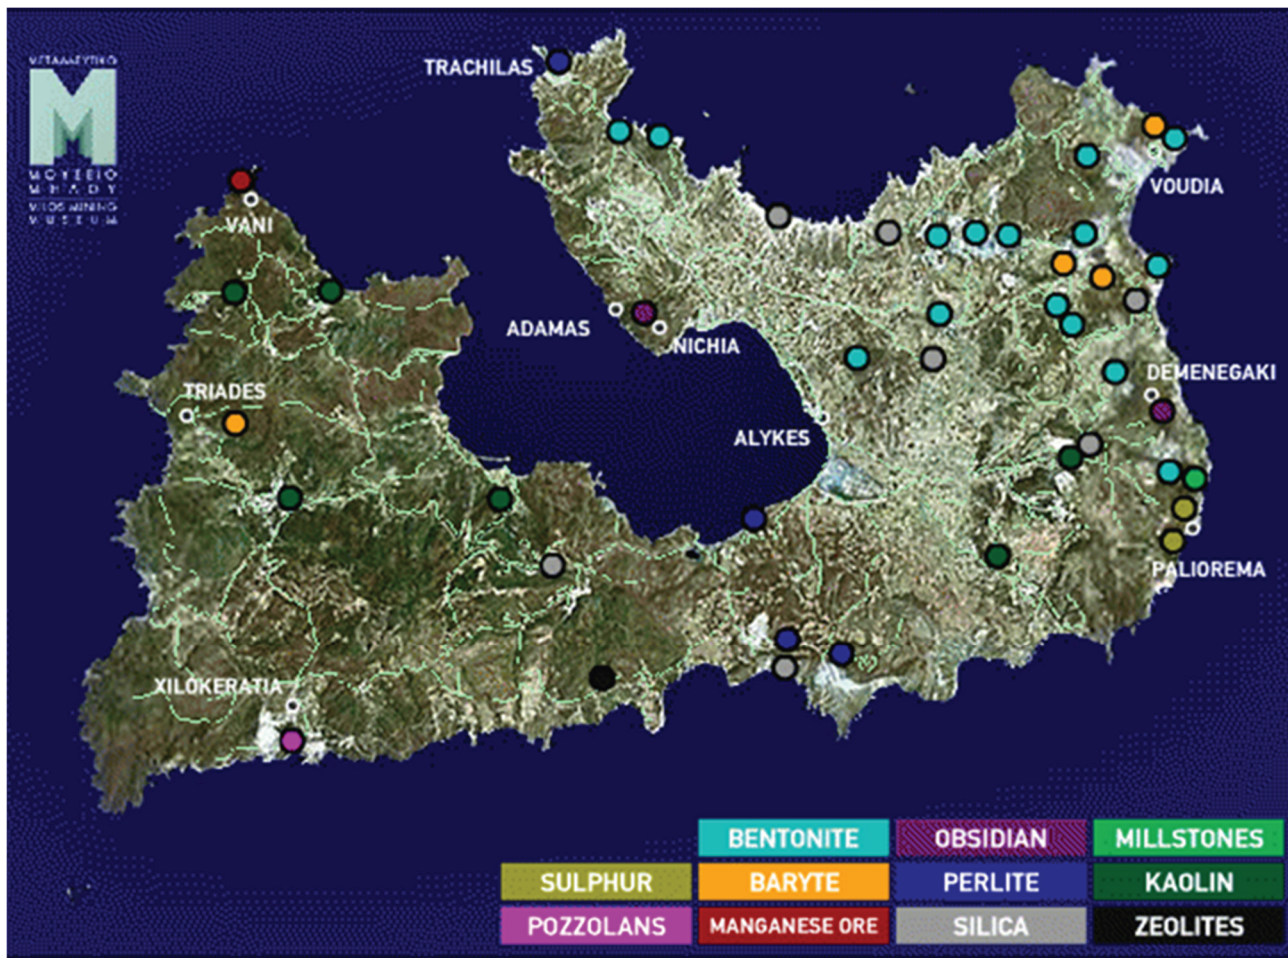 ΜΕΤΑΛΛΕΥΤΙΚΟ
Μ
ΜΟΥΣΕΙΟ
ΜΗΛΟΥ
MILOS MINING
MUSEUM
TRACHILAS
VOUDIA
VANI
ADAMAS
NICHIA
TRIADES
DEMENEGAKI
ALYKES
PALIOREMA
XILOKERATIA
BENTONITE OBSIDIAN MILLSTONES
SULPHUR BARYTE PERLITE KAOLIN
POZZOLANS MANGANESE ORE SILICA ZEOLITES